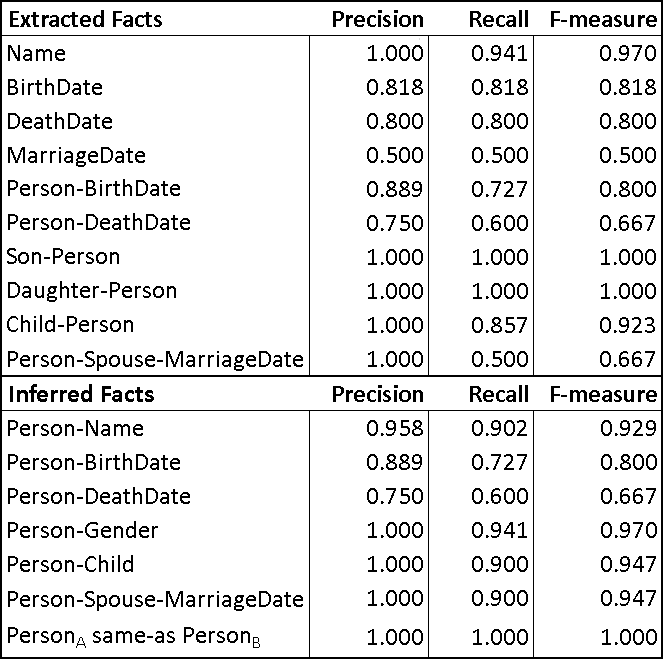 Extracted Facts Precision Recall F-measure
Name 1.000 0.941 0.970
BirthDate 0.818 0.818 0.818
DeathDate 0.800 0.800 0.800
MarriageDate 0.500 0.500 0.500
Person-BirthDate 0.889 0.727 0.800
Person-DeathDate 0.750 0.600 0.667
Son-Person 1.000 1.000 1.000
Daughter-Person 1.000 1.000 1.000
Child-Person 1.000 0.857 0.923
Person-Spouse-MarriageDate 1.000 0.500 0.667
Inferred Facts Precision Recall F-measure
Person-Name 0.958 0.902 0.929
Person-BirthDate 0.889 0.727 0.800
Person-DeathDate 0.750 0.600 0.667
Person-Gender 1.000 0.941 0.970
Person-Child 1.000 0.900 0.947
Person-Spouse-MarriageDate 1.000 0.900 0.947
PersonA same-as PersonB 1.000 1.000 1.000